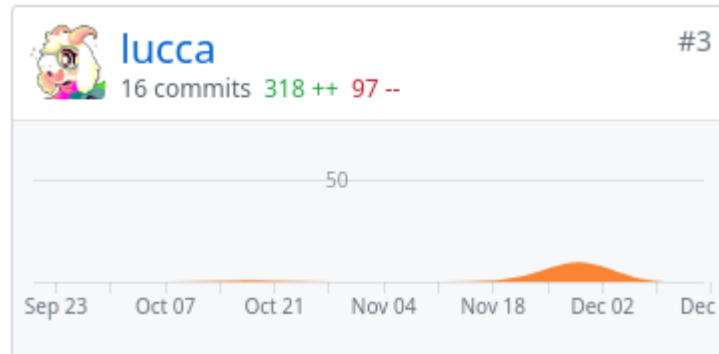 lucca
#3
16 commits 318 ++ 97 --
50
Sep 23 Oct 07 Oct 21 Nov 04 Nov 18 Dec 02 Dec